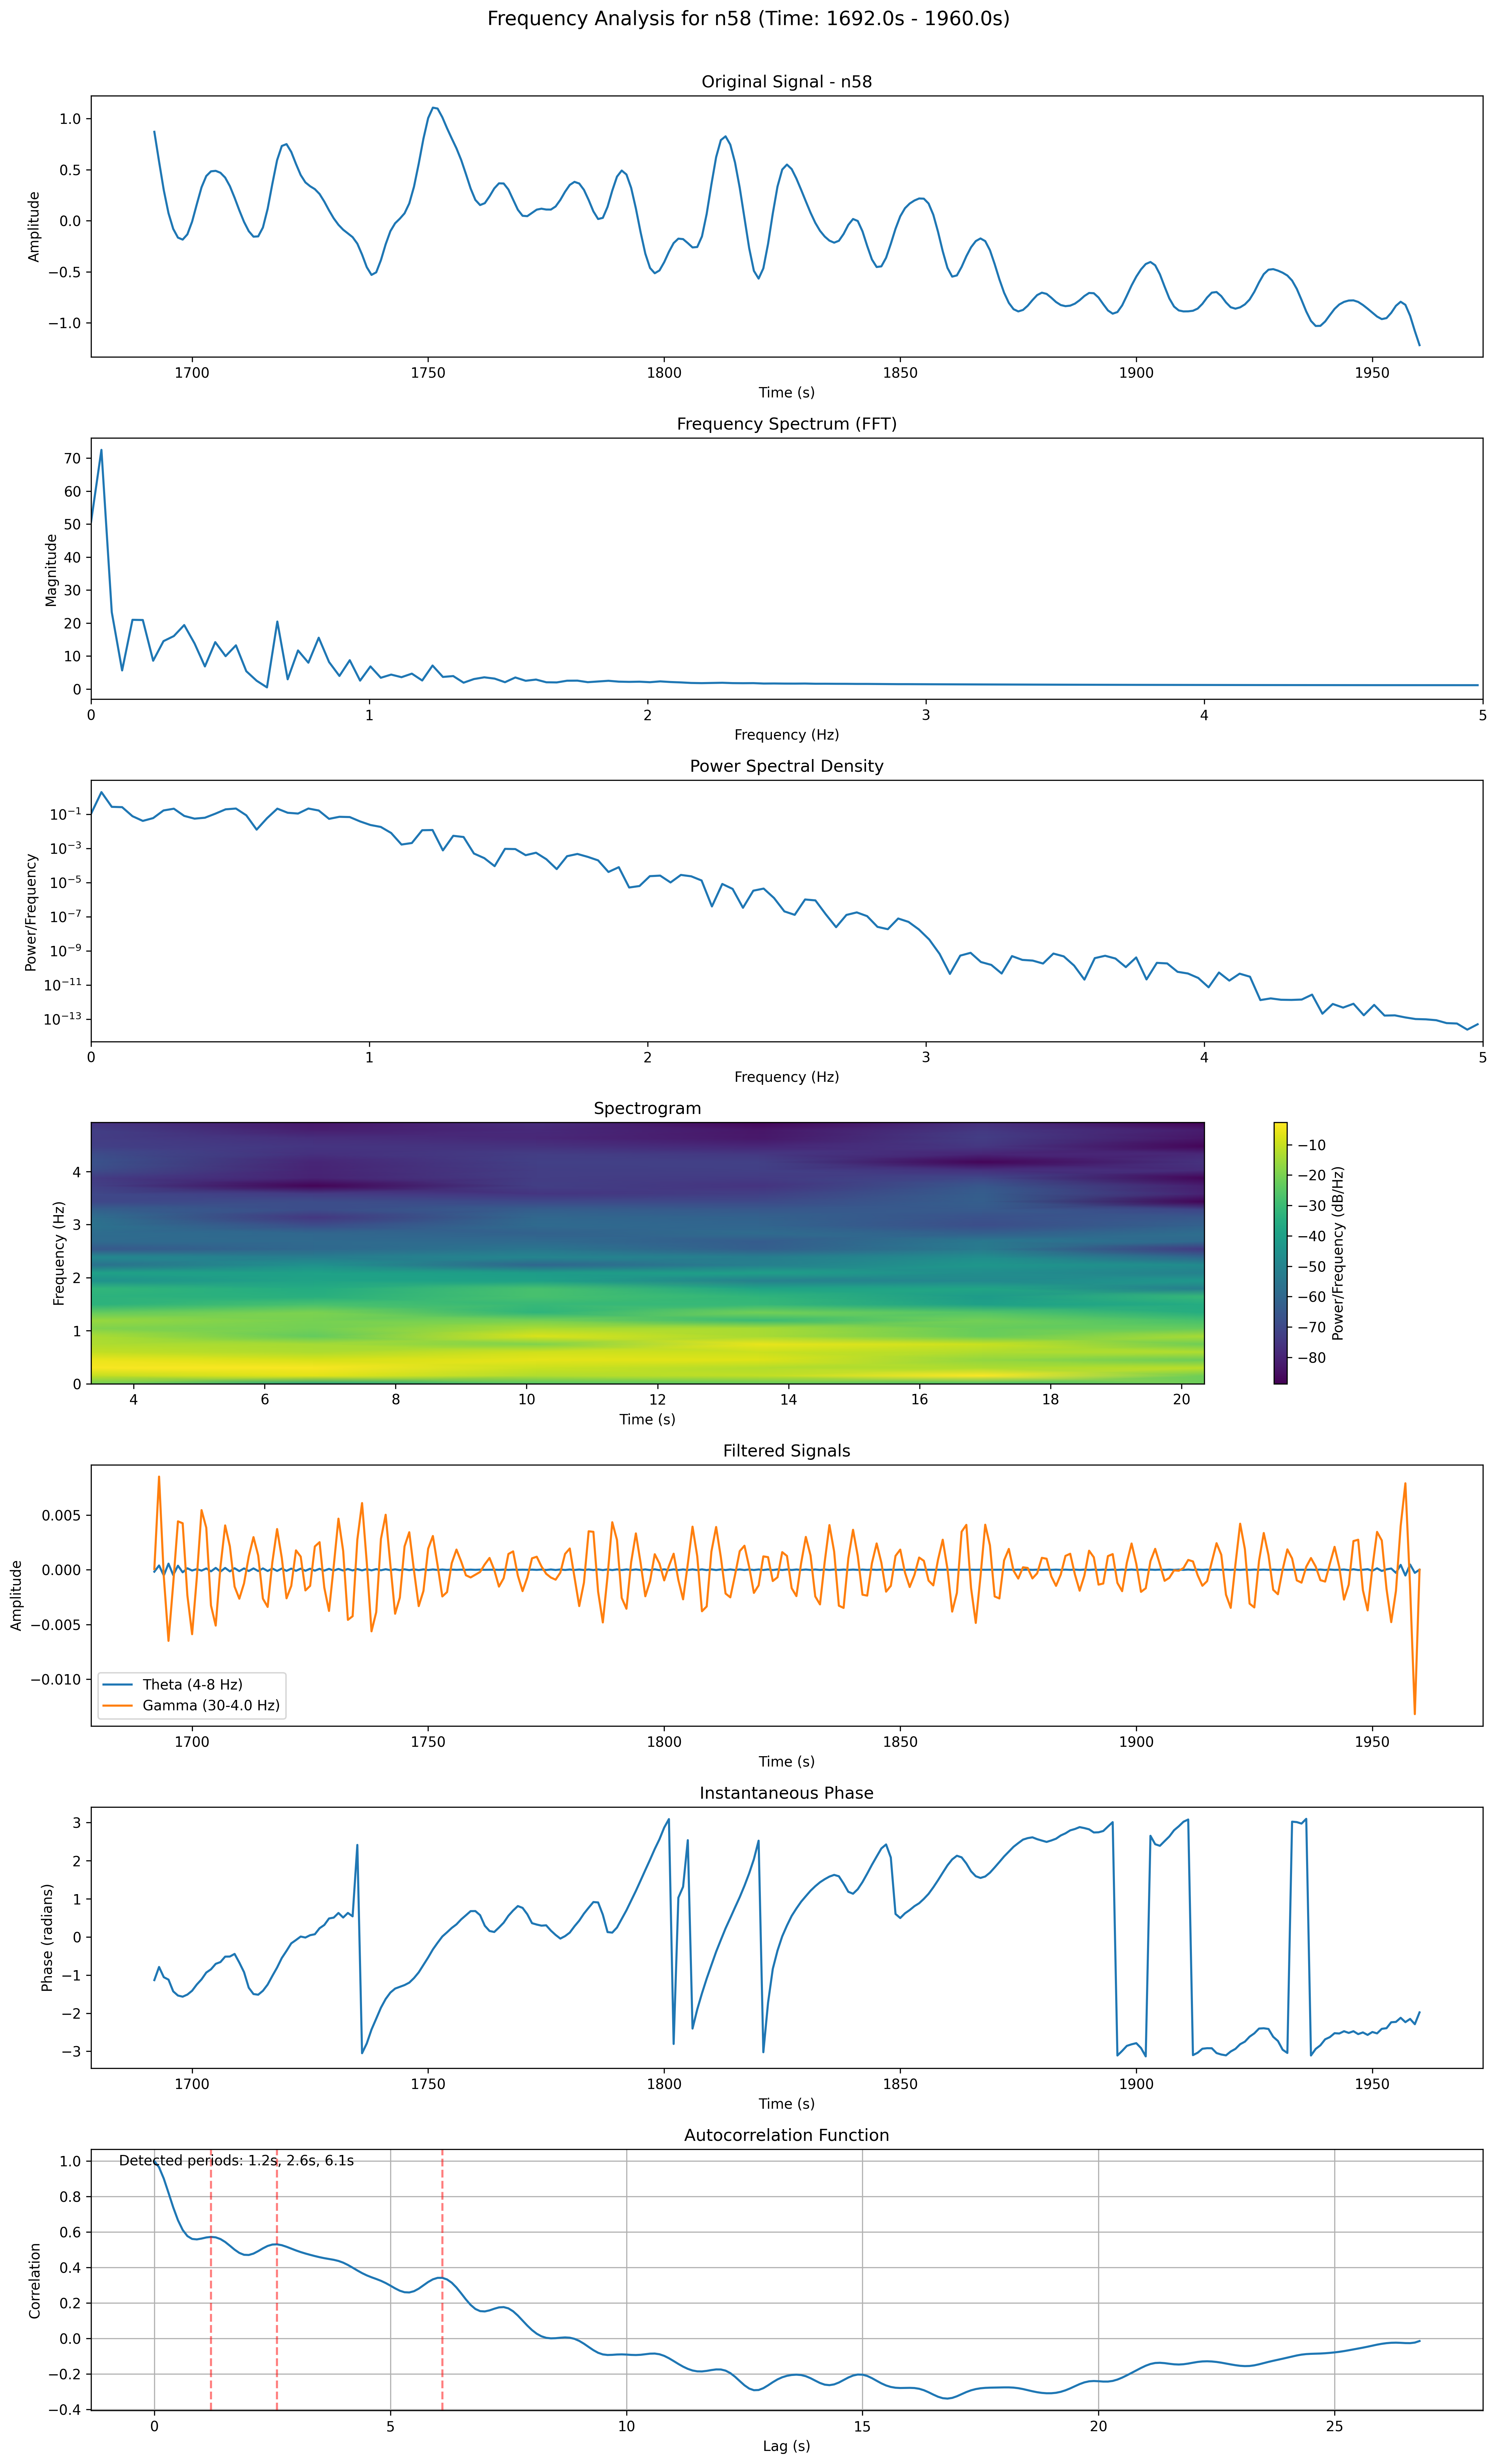 Frequency Analysis for n58 (Time: 1692.0s - 1960.0s)
Original Signal - n58
1.0
0.5
0.0
−0.5
−1.0
Amplitude
1700 1750 1800 1850 1900 1950
Time (s)
Frequency Spectrum (FFT)
70
60
50
40
30
20
10
0
Magnitude
0 1 2 3 4 5
Frequency (Hz)
Power Spectral Density
10⁻¹
10⁻³
10⁻⁵
10⁻⁷
10⁻⁹
10⁻¹¹
10⁻¹³
Power/Frequency
0 1 2 3 4 5
Frequency (Hz)
Spectrogram
4
3
2
1
0
Frequency (Hz)
4 6 8 10 12 14 16 18 20
Time (s)
−10
−20
−30
−40
−50
−60
−70
−80
Power/Frequency (dB/Hz)
Filtered Signals
0.005
0.000
−0.005
−0.010
Amplitude
Theta (4-8 Hz)
Gamma (30-4.0 Hz)
1700 1750 1800 1850 1900 1950
Time (s)
Instantaneous Phase
3
2
1
0
−1
−2
−3
Phase (radians)
1700 1750 1800 1850 1900 1950
Time (s)
Autocorrelation Function
Detected periods: 1.2s, 2.6s, 6.1s
1.0
0.8
0.6
0.4
0.2
0.0
−0.2
−0.4
Correlation
0 5 10 15 20 25
Lag (s)